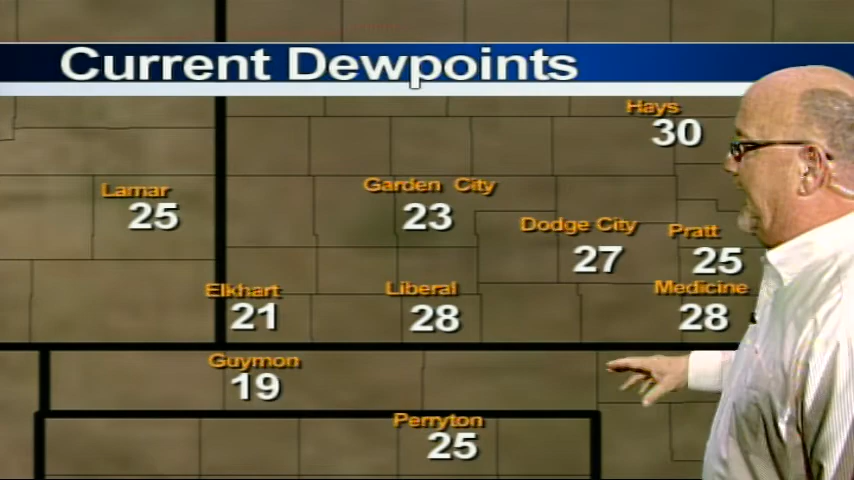 Current Dewpoints
Hays
30
Lamar
25
Garden City
23
Dodge City
27
Pratt
25
Elkhart
21
Liberal
28
Medicine
28
Guymon
19
Perryton
25